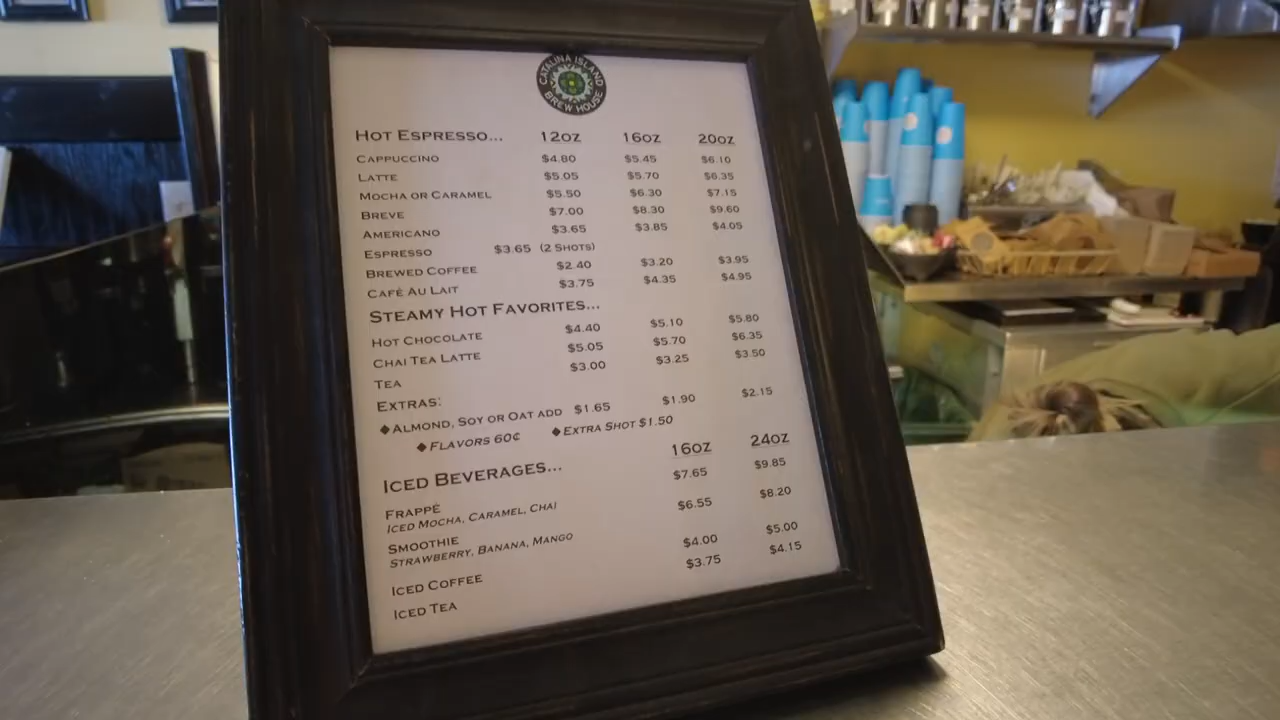 CATALINA ISLAND
BREW HOUSE
HOT ESPRESSO... 12OZ 16OZ 20OZ
CAPPUCCINO $4.80 $5.45 $6.10
LATTE $5.05 $5.70 $6.35
MOCHA OR CARAMEL $5.50 $6.30 $7.15
BREVE $7.00 $8.30 $9.60
AMERICANO $3.65 $3.85 $4.05
ESPRESSO $3.65 (2 SHOTS)
BREWED COFFEE $2.40 $3.20 $3.95
CAFÉ AU LAIT $3.75 $4.35 $4.95
STEAMY HOT FAVORITES...
HOT CHOCOLATE $4.40 $5.10 $5.80
CHAI TEA LATTE $5.05 $5.70 $6.35
TEA $3.00 $3.25 $3.50
EXTRAS:
◆ALMOND, SOY OR OAT ADD $1.65 $1.90 $2.15
◆FLAVORS 60¢ ◆EXTRA SHOT $1.50
ICED BEVERAGES... 16OZ 24OZ
FRAPPÉ $7.65 $9.85
ICED MOCHA, CARAMEL, CHAI
SMOOTHIE $6.55 $8.20
STRAWBERRY, BANANA, MANGO
ICED COFFEE $4.00 $5.00
ICED TEA $3.75 $4.15